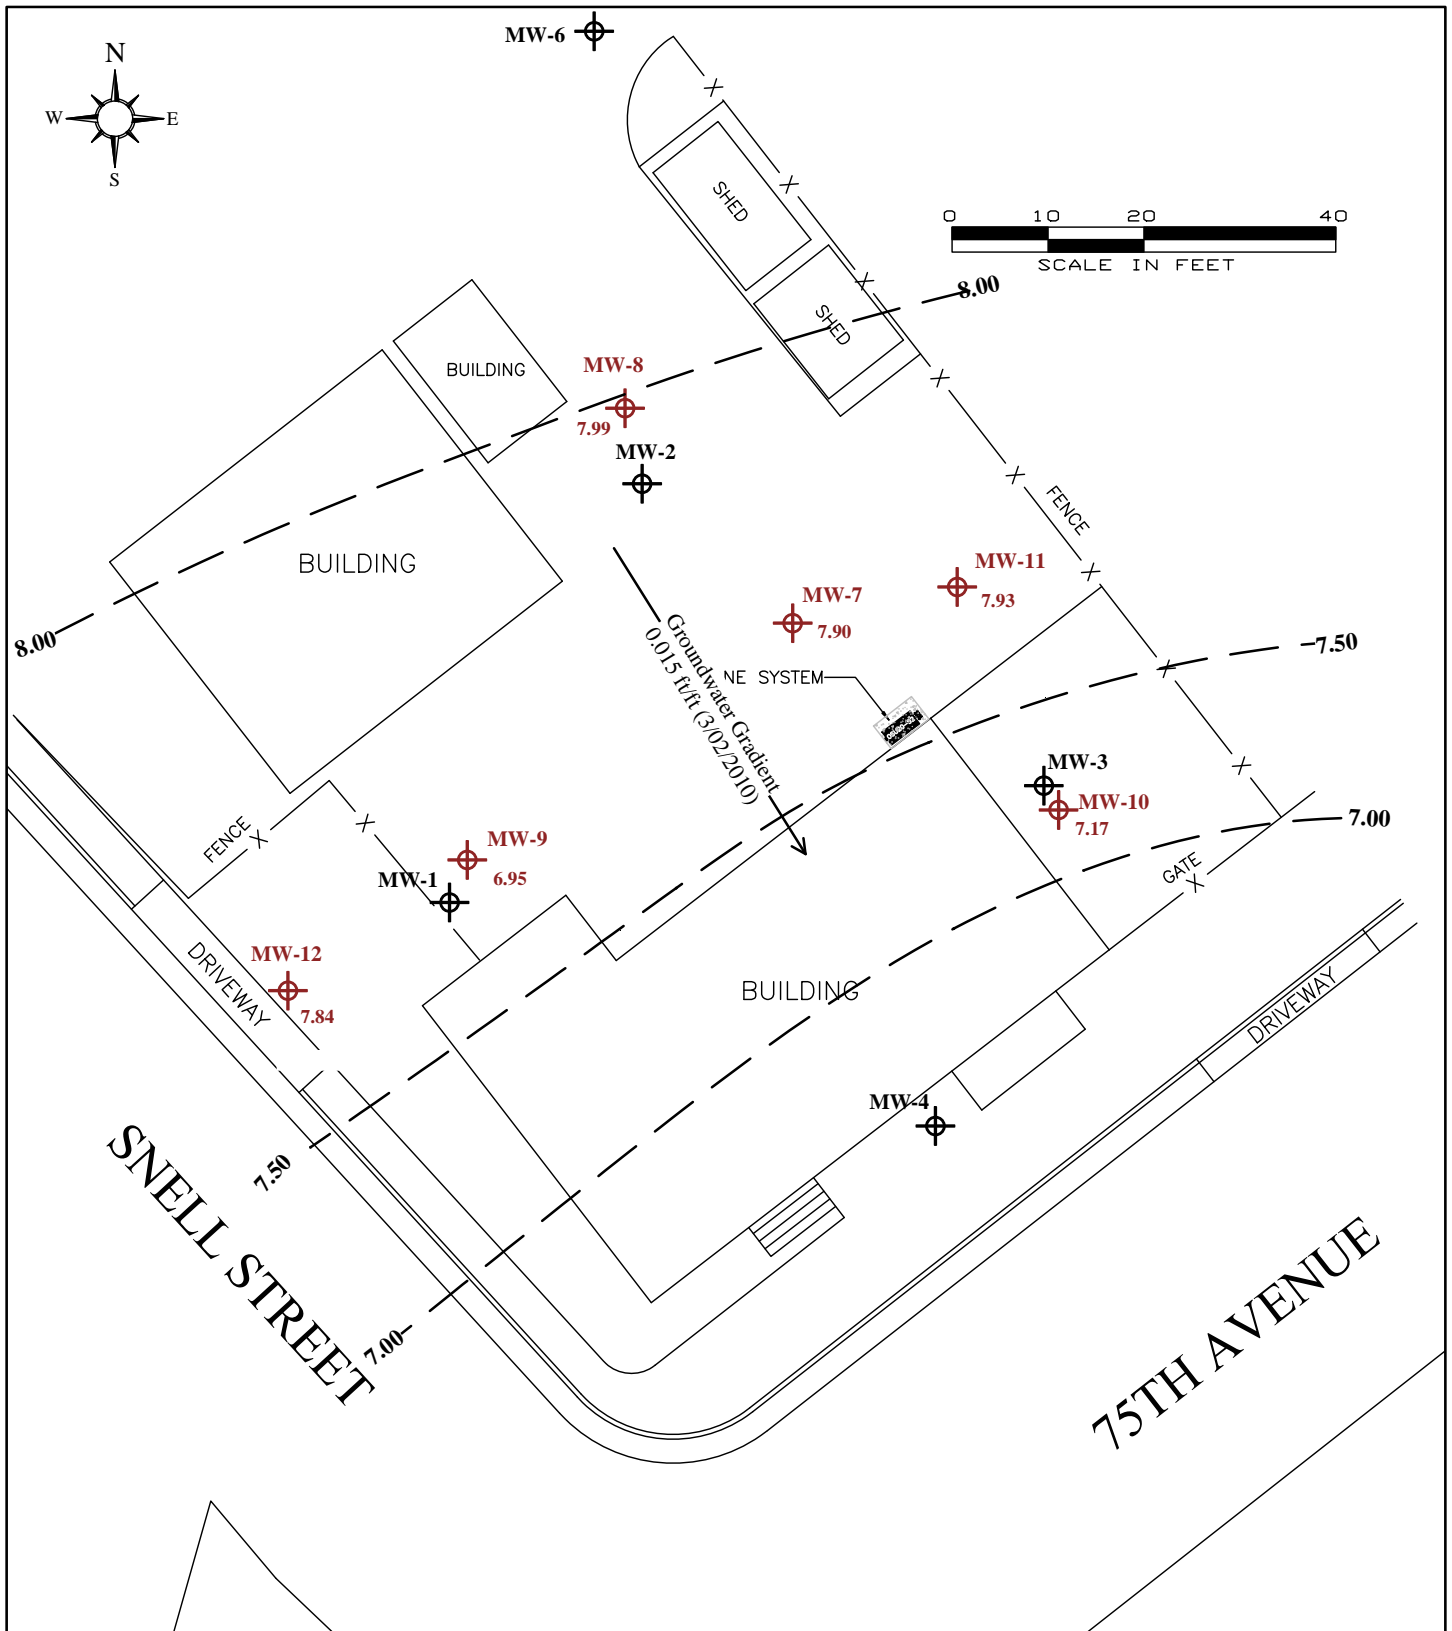 MW-6
N
W
E
S
SHED
0 10 20 40
SCALE IN FEET
8.00
SHED
MW-8
BUILDING
7.99
MW-2
FENCE
BUILDING
MW-11
7.93
MW-7
7.90
8.00
7.50
Groundwater Gradient
0.015 ft/ft (3/02/2010)
NE SYSTEM
MW-3
MW-10
7.17
7.00
FENCE
MW-9
6.95
MW-1
GATE
MW-12
7.84
DRIVEWAY
BUILDING
DRIVEWAY
MW-4
7.50
SNELL STREET
7.00
75TH AVENUE